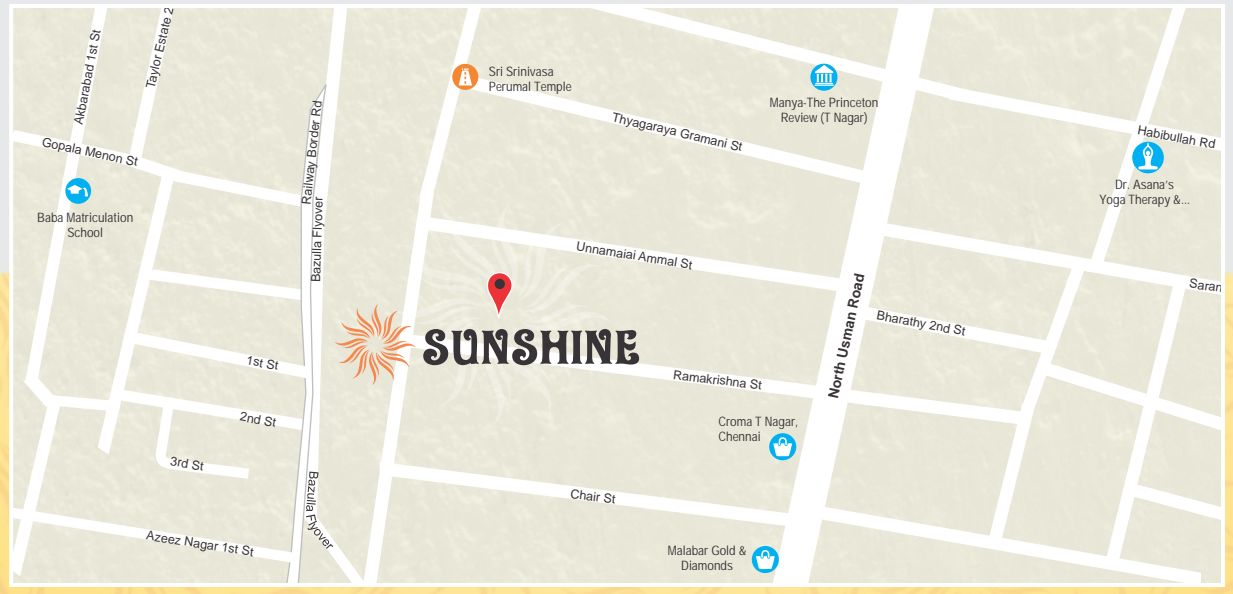 Akbarabad 1st St
Taylor Estate 2
Sri Srinivasa
Perumal Temple
Manya-The Princeton
Review (T Nagar)
Thyagaraya Gramani St
Habibullah Rd
Gopala Menon St
Railway Border Rd
Dr. Asana's
Yoga Therapy &...
Baba Matriculation
School
Bazulla Flyover
Unnamaiai Ammal St
Saran
North Usman Road
Bharathy 2nd St
SUNSHINE
1st St
Ramakrishna St
2nd St
Croma T Nagar,
Chennai
3rd St
Chair St
Bazulla Flyover
Azeez Nagar 1st St
Malabar Gold &
Diamonds